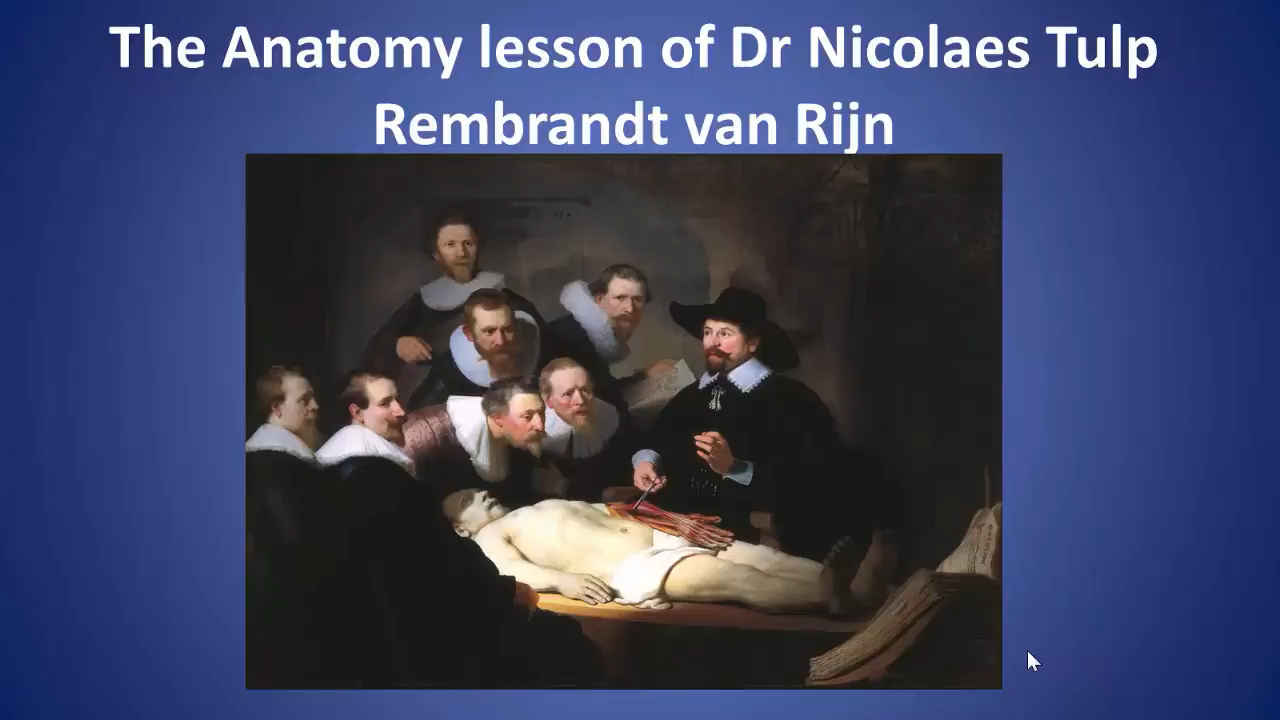 The Anatomy lesson of Dr Nicolaes Tulp
Rembrandt van Rijn